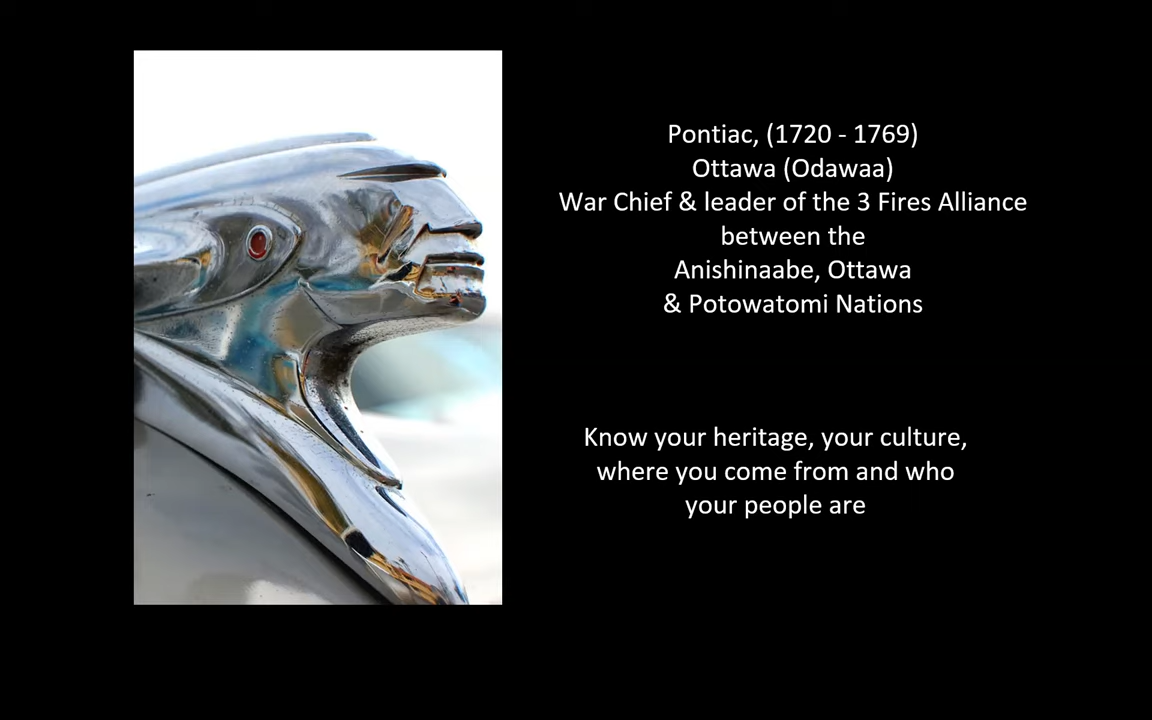 Pontiac, (1720 - 1769)
Ottawa (Odawaa)
War Chief & leader of the 3 Fires Alliance
between the
Anishinaabe, Ottawa
& Potowatomi Nations
Know your heritage, your culture,
where you come from and who
your people are